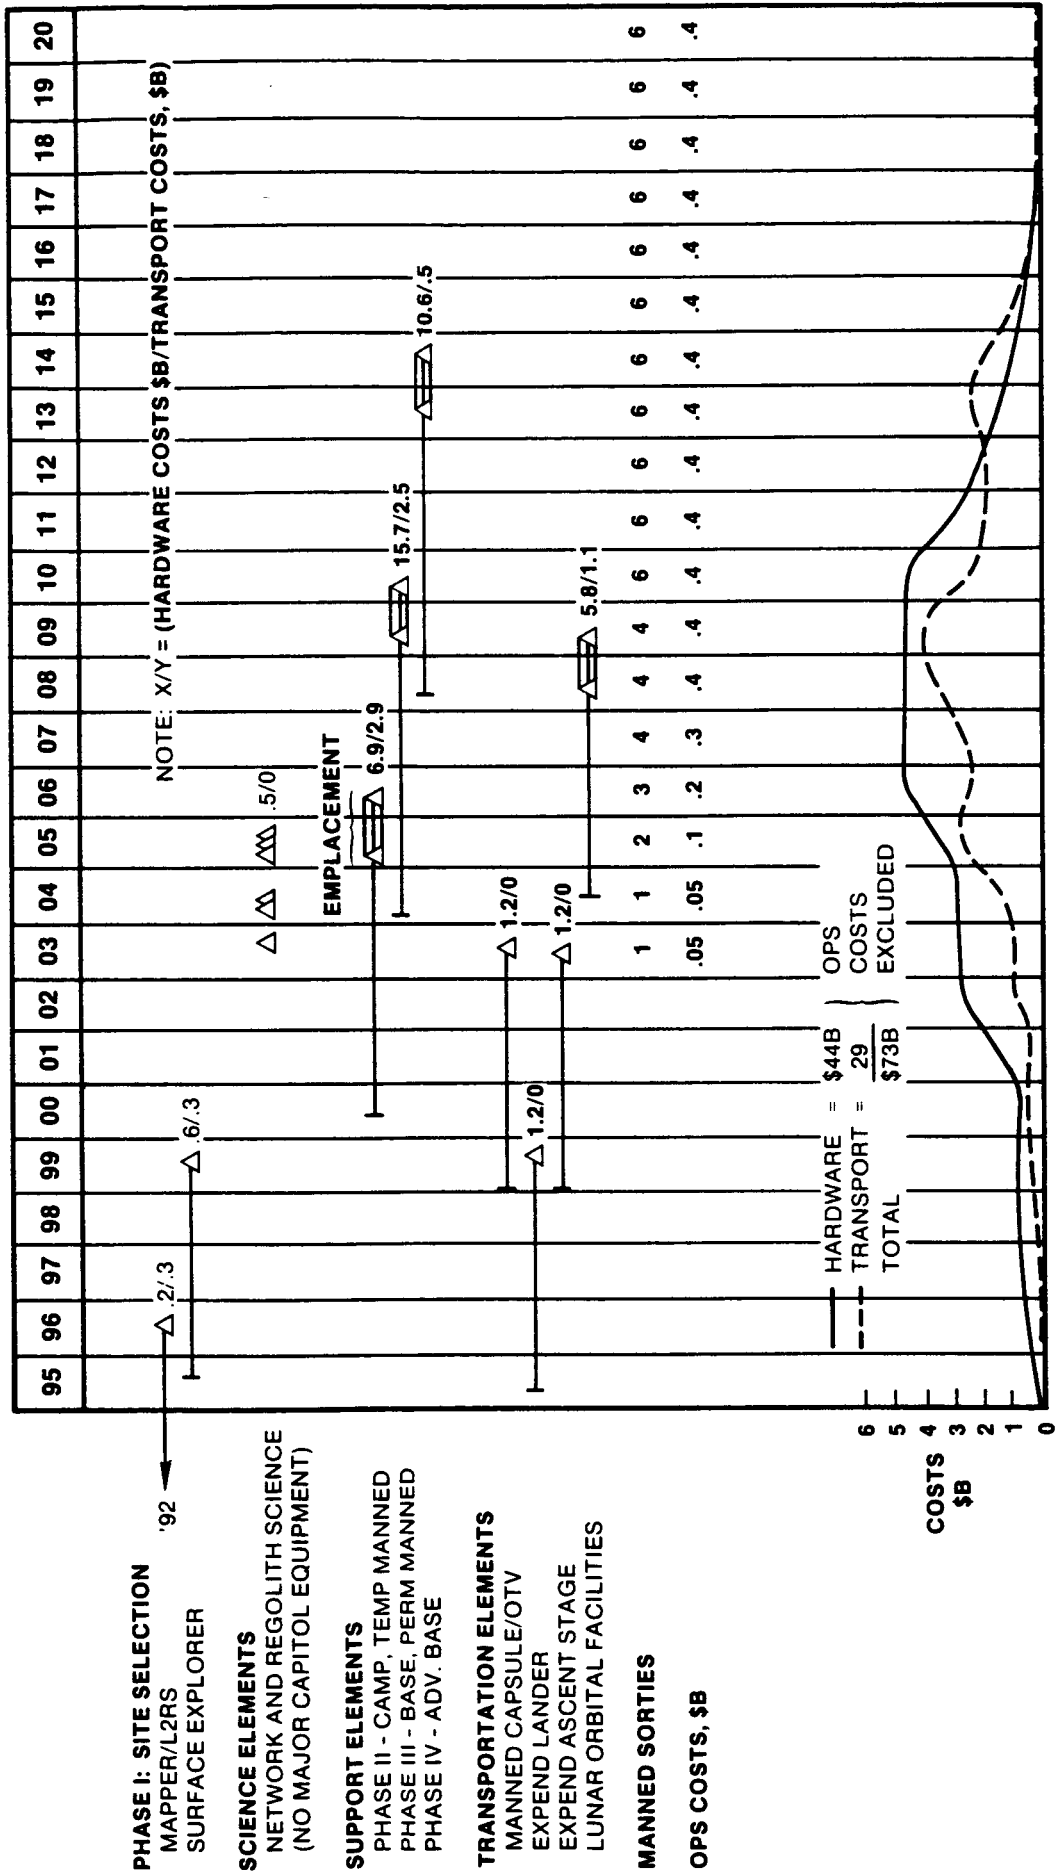 95 96 97 98 99 00 01 02 03 04 05 06 07 08 09 10 11 12 13 14 15 16 17 18 19 20
NOTE: X/Y = (HARDWARE COSTS $B/TRANSPORT COSTS, $B)
PHASE I: SITE SELECTION
MAPPER/L2RS '92 .2/.3
SURFACE EXPLORER .6/.3
SCIENCE ELEMENTS
NETWORK AND REGOLITH SCIENCE .5/0
(NO MAJOR CAPITOL EQUIPMENT)
EMPLACEMENT
SUPPORT ELEMENTS
PHASE II - CAMP, TEMP MANNED 6.9/2.9
PHASE III - BASE, PERM MANNED 15.7/2.5
PHASE IV - ADV. BASE 10.6/.5
TRANSPORTATION ELEMENTS
MANNED CAPSULE/OTV 1.2/0
EXPEND LANDER 1.2/0
EXPEND ASCENT STAGE 1.2/0
LUNAR ORBITAL FACILITIES 5.8/1.1
MANNED SORTIES 1 1 2 3 4 4 4 6 6 6 6 6 6 6 6 6 6 6
OPS COSTS, $B .05 .05 .1 .2 .3 .4 .4 .4 .4 .4 .4 .4 .4 .4 .4 .4 .4 .4
HARDWARE = $44B OPS
TRANSPORT = 29 COSTS
TOTAL $73B EXCLUDED
COSTS
$B
6
5
4
3
2
1
0